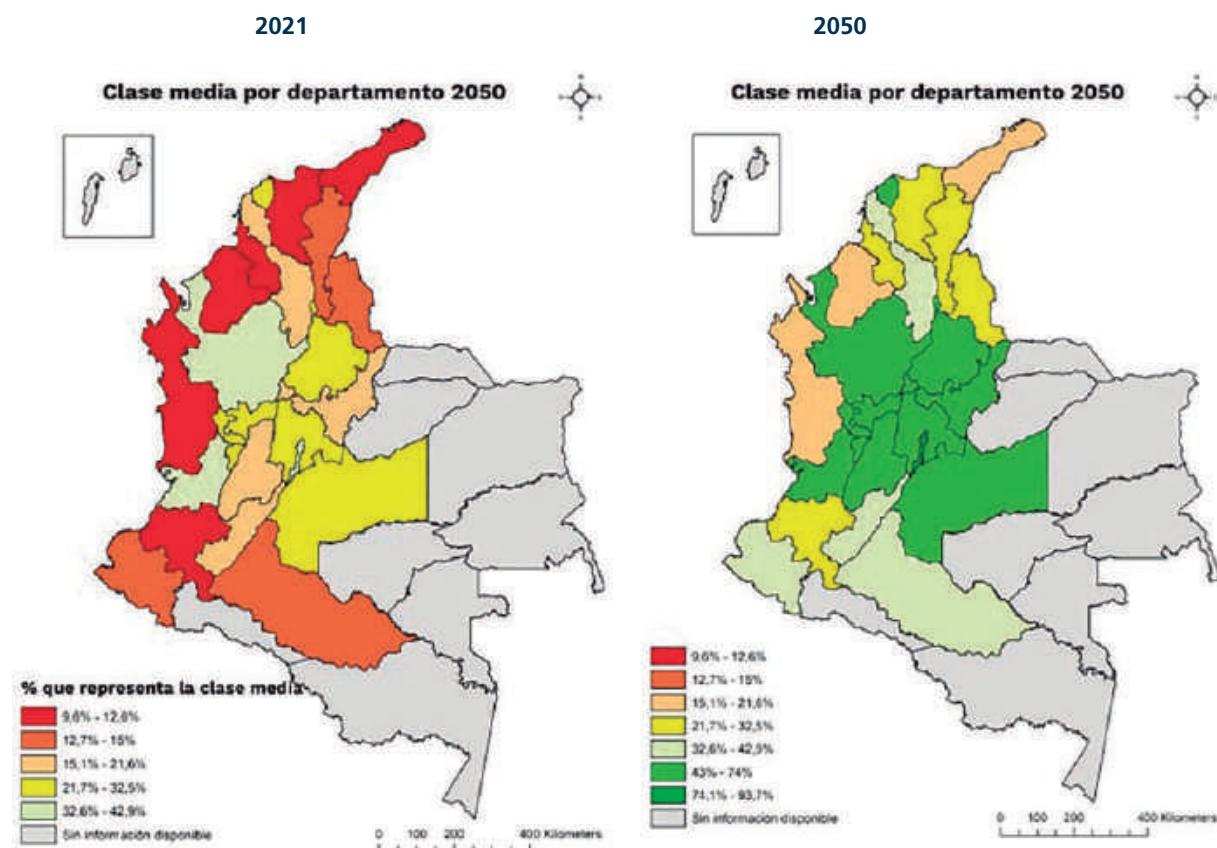 2021
2050
Clase media por departamento 2050
Clase media por departamento 2050
% que representa la clase media
9,6% - 12,6%
12,7% - 15%
15,1% - 21,6%
21,7% - 32,5%
32,6% - 42,9%
Sin información disponible
0 100 200 400 Kilometers
9,6% - 12,6%
12,7% - 15%
15,1% - 21,6%
21,7% - 32,5%
32,6% - 42,9%
43% - 74%
74,1% - 93,7%
Sin información disponible
0 100 200 400 Kilometers